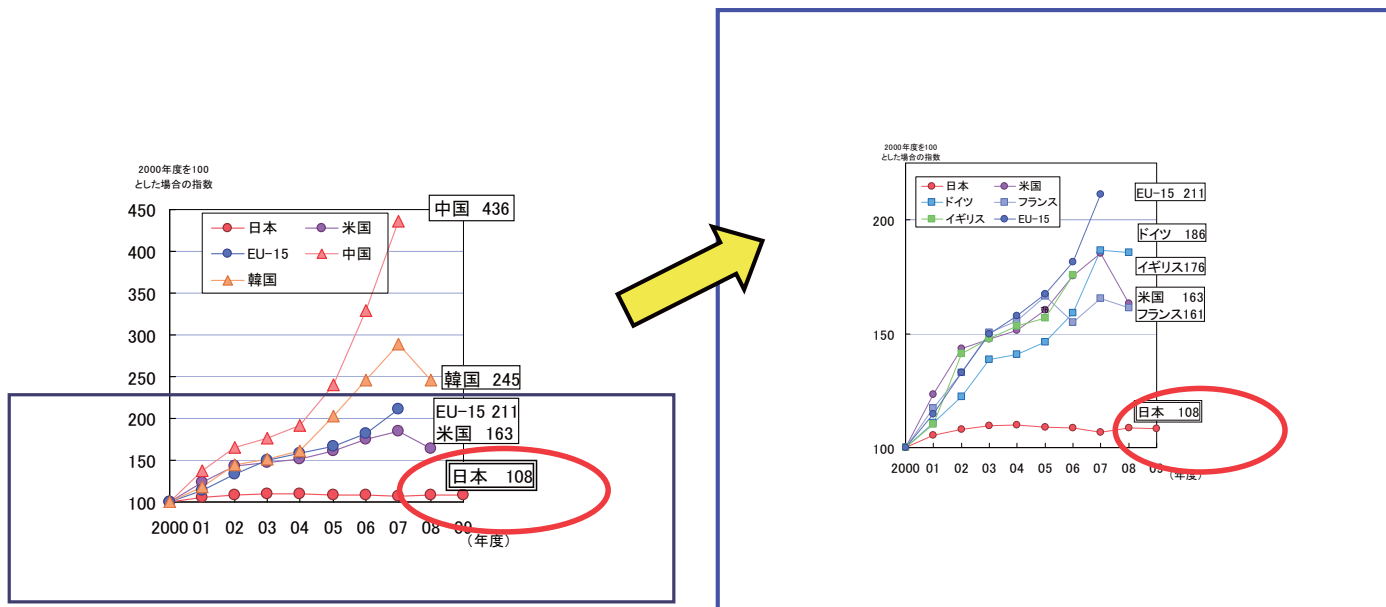 2000年度を100
とした場合の指数
450
400
350
300
250
200
150
100
日本
米国
EU-15
中国
韓国
中国 436
韓国 245
EU-15 211
米国 163
日本 108
2000 01 02 03 04 05 06 07 08 09
(年度)
2000年度を100
とした場合の指数
200
150
100
日本
米国
ドイツ
フランス
イギリス
EU-15
EU-15 211
ドイツ 186
イギリス176
米国 163
フランス161
日本 108
2000 01 02 03 04 05 06 07 08 09
(年度)